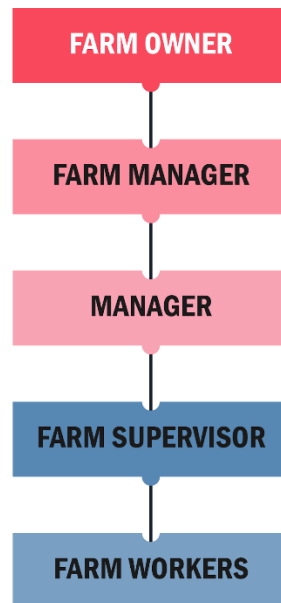 FARM OWNER
FARM MANAGER
MANAGER
FARM SUPERVISOR
FARM WORKERS